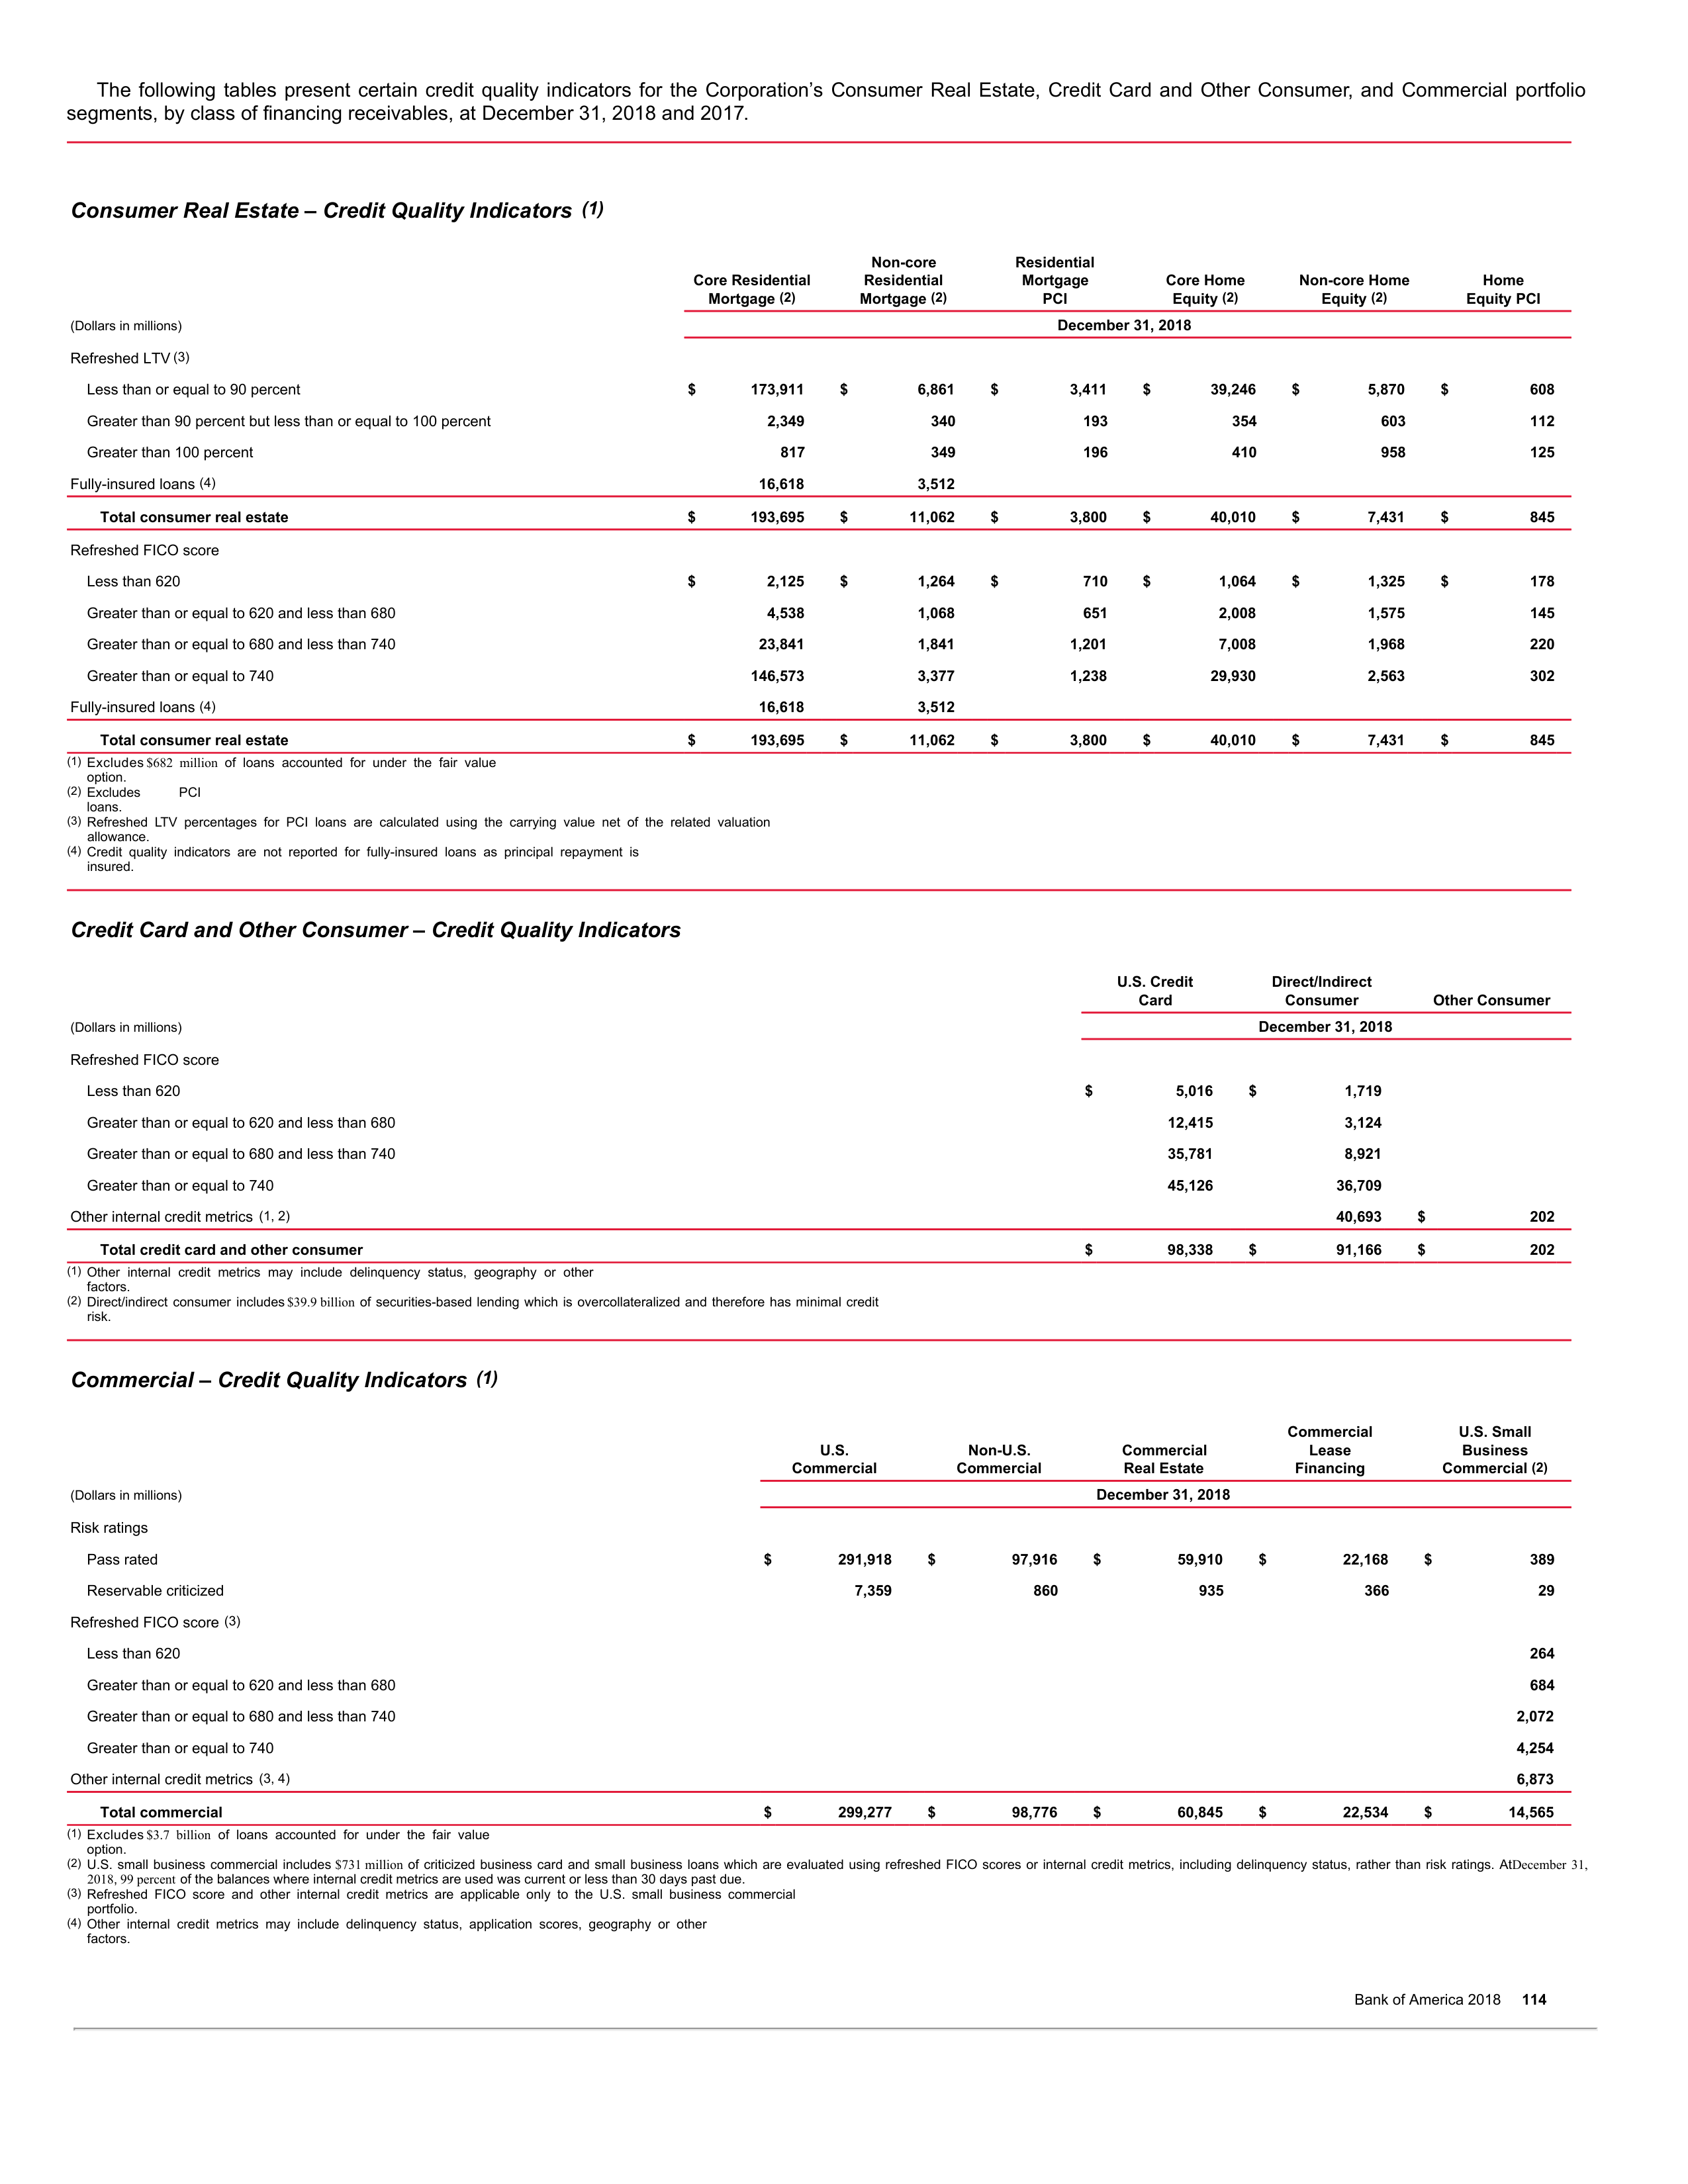 The following tables present certain credit quality indicators for the Corporation’s Consumer Real Estate, Credit Card and Other Consumer, and Commercial portfolio
segments, by class of financing receivables, at December 31, 2018 and 2017.
Consumer Real Estate – Credit Quality Indicators (1)
Core Residential Mortgage (2) Non-core Residential Mortgage (2) Residential Mortgage PCI Core Home Equity (2) Non-core Home Equity (2) Home Equity PCI
(Dollars in millions) December 31, 2018
Refreshed LTV (3)
Less than or equal to 90 percent $ 173,911 $ 6,861 $ 3,411 $ 39,246 $ 5,870 $ 608
Greater than 90 percent but less than or equal to 100 percent 2,349 340 193 354 603 112
Greater than 100 percent 817 349 196 410 958 125
Fully-insured loans (4) 16,618 3,512
Total consumer real estate $ 193,695 $ 11,062 $ 3,800 $ 40,010 $ 7,431 $ 845
Refreshed FICO score
Less than 620 $ 2,125 $ 1,264 $ 710 $ 1,064 $ 1,325 $ 178
Greater than or equal to 620 and less than 680 4,538 1,068 651 2,008 1,575 145
Greater than or equal to 680 and less than 740 23,841 1,841 1,201 7,008 1,968 220
Greater than or equal to 740 146,573 3,377 1,238 29,930 2,563 302
Fully-insured loans (4) 16,618 3,512
Total consumer real estate $ 193,695 $ 11,062 $ 3,800 $ 40,010 $ 7,431 $ 845
(1) Excludes $682 million of loans accounted for under the fair value
option.
(2) Excludes PCI
loans.
(3) Refreshed LTV percentages for PCI loans are calculated using the carrying value net of the related valuation
allowance.
(4) Credit quality indicators are not reported for fully-insured loans as principal repayment is
insured.
Credit Card and Other Consumer – Credit Quality Indicators
U.S. Credit Card Direct/Indirect Consumer Other Consumer
(Dollars in millions) December 31, 2018
Refreshed FICO score
Less than 620 $ 5,016 $ 1,719
Greater than or equal to 620 and less than 680 12,415 3,124
Greater than or equal to 680 and less than 740 35,781 8,921
Greater than or equal to 740 45,126 36,709
Other internal credit metrics (1, 2) 40,693 $ 202
Total credit card and other consumer $ 98,338 $ 91,166 $ 202
(1) Other internal credit metrics may include delinquency status, geography or other
factors.
(2) Direct/indirect consumer includes $39.9 billion of securities-based lending which is overcollateralized and therefore has minimal credit
risk.
Commercial – Credit Quality Indicators (1)
U.S. Commercial Non-U.S. Commercial Commercial Real Estate Commercial Lease Financing U.S. Small Business Commercial (2)
(Dollars in millions) December 31, 2018
Risk ratings
Pass rated $ 291,918 $ 97,916 $ 59,910 $ 22,168 $ 389
Reservable criticized 7,359 860 935 366 29
Refreshed FICO score (3)
Less than 620 264
Greater than or equal to 620 and less than 680 684
Greater than or equal to 680 and less than 740 2,072
Greater than or equal to 740 4,254
Other internal credit metrics (3, 4) 6,873
Total commercial $ 299,277 $ 98,776 $ 60,845 $ 22,534 $ 14,565
(1) Excludes $3.7 billion of loans accounted for under the fair value
option.
(2) U.S. small business commercial includes $731 million of criticized business card and small business loans which are evaluated using refreshed FICO scores or internal credit metrics, including delinquency status, rather than risk ratings. AtDecember 31,
2018, 99 percent of the balances where internal credit metrics are used was current or less than 30 days past due.
(3) Refreshed FICO score and other internal credit metrics are applicable only to the U.S. small business commercial
portfolio.
(4) Other internal credit metrics may include delinquency status, application scores, geography or other
factors.
Bank of America 2018 114